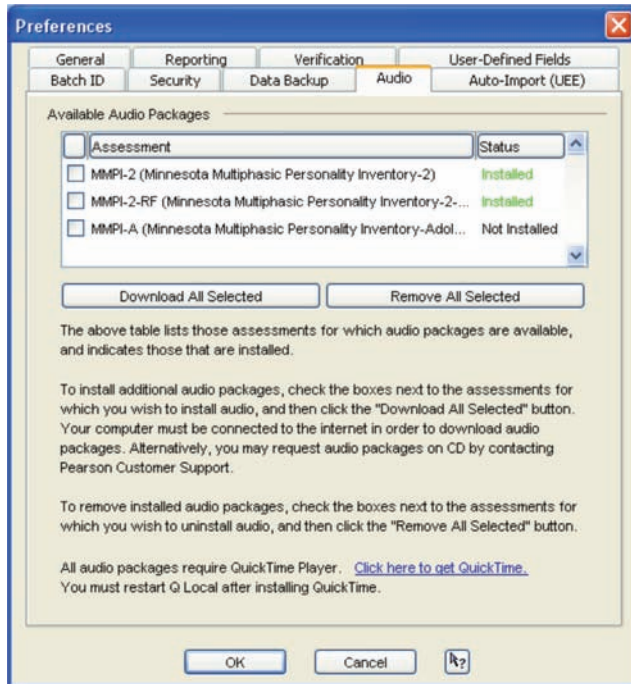 Preferences
General Reporting Verification User-Defined Fields
Batch ID Security Data Backup Audio Auto-Import (UEE)
Available Audio Packages
Assessment Status
MMPI-2 (Minnesota Multiphasic Personality Inventory-2) Installed
MMPI-2-RF (Minnesota Multiphasic Personality Inventory-2-... Installed
MMPI-A (Minnesota Multiphasic Personality Inventory-Adol... Not Installed
Download All Selected Remove All Selected
The above table lists those assessments for which audio packages are available,
and indicates those that are installed.
To install additional audio packages, check the boxes next to the assessments for
which you wish to install audio, and then click the "Download All Selected" button.
Your computer must be connected to the internet in order to download audio
packages. Alternatively, you may request audio packages on CD by contacting
Pearson Customer Support.
To remove installed audio packages, check the boxes next to the assessments for
which you wish to uninstall audio, and then click the "Remove All Selected" button.
All audio packages require QuickTime Player. Click here to get QuickTime.
You must restart Q Local after installing QuickTime.
OK Cancel ?